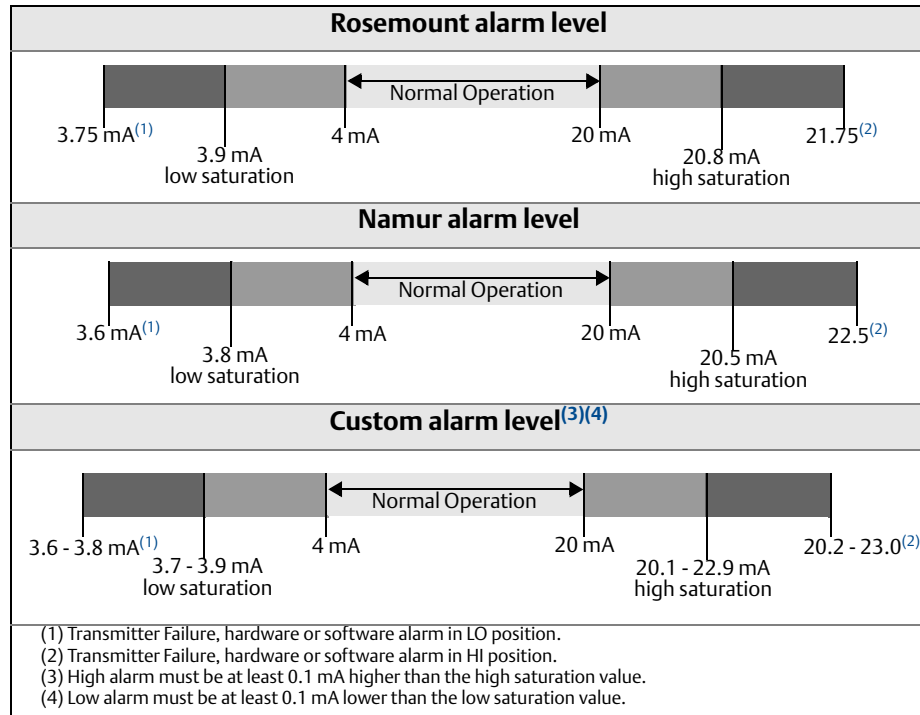 Rosemount alarm level
Normal Operation
3.75 mA(1)
4 mA
20 mA
21.75(2)
3.9 mA
low saturation
20.8 mA
high saturation
Namur alarm level
Normal Operation
3.6 mA(1)
4 mA
20 mA
22.5(2)
3.8 mA
low saturation
20.5 mA
high saturation
Custom alarm level(3)(4)
Normal Operation
3.6 - 3.8 mA(1)
4 mA
20 mA
20.2 - 23.0(2)
3.7 - 3.9 mA
low saturation
20.1 - 22.9 mA
high saturation
(1) Transmitter Failure, hardware or software alarm in LO position.
(2) Transmitter Failure, hardware or software alarm in HI position.
(3) High alarm must be at least 0.1 mA higher than the high saturation value.
(4) Low alarm must be at least 0.1 mA lower than the low saturation value.